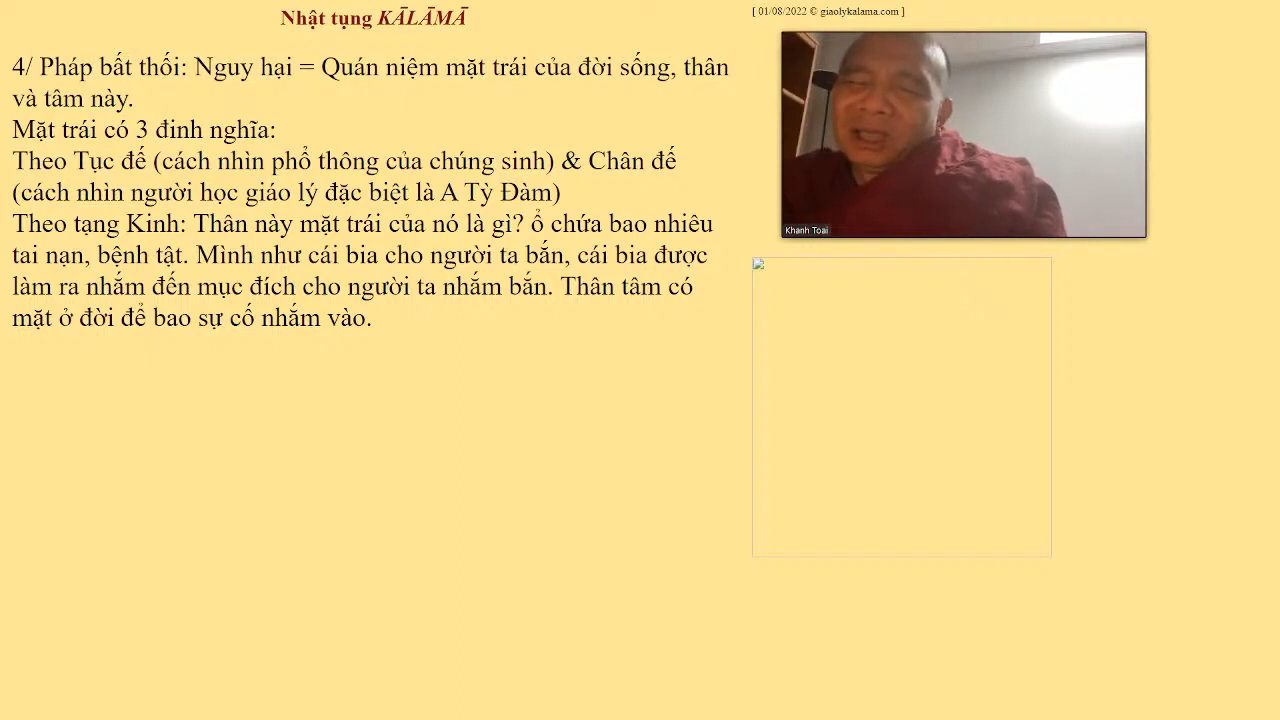 Nhật tụng KĀLĀMĀ
[ 01/08/2022 © giaolykalama.com ]
4/ Pháp bất thối: Nguy hại = Quán niệm mặt trái của đời sống, thân
và tâm này.
Mặt trái có 3 đinh nghĩa:
Theo Tục đế (cách nhìn phổ thông của chúng sinh) & Chân đế
(cách nhìn người học giáo lý đặc biệt là A Tỳ Đàm)
Theo tạng Kinh: Thân này mặt trái của nó là gì? ổ chứa bao nhiêu
tai nạn, bệnh tật. Mình như cái bia cho người ta bắn, cái bia được
làm ra nhắm đến mục đích cho người ta nhắm bắn. Thân tâm có
mặt ở đời để bao sự cố nhắm vào.
Khanh Toai